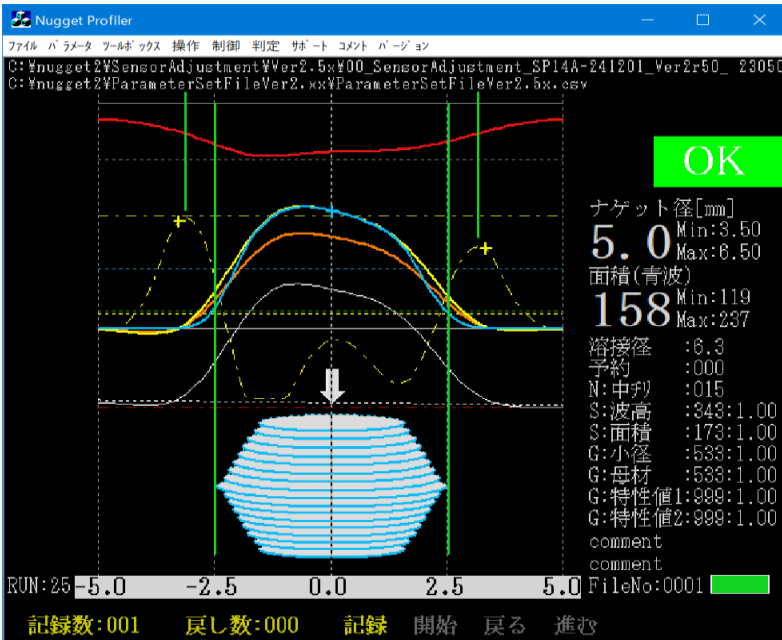 Nugget Profiler
ファイル パラメータ ツールボックス 操作 制御 判定 サポート コメント バージョン
C:¥nugget2¥SensorAdjustment¥Ver2.5x¥00_SensorAdjustment_SP14A-241201_Ver2r50_ 23050
C:¥nugget2¥ParameterSetFileVer2.xx¥ParameterSetFileVer2.5x.csv
OK
ナゲット径[mm]
5.0 Min:3.50
Max:6.50
面積(青波)
158 Min:119
Max:237
溶接径 :6.3
予約 :000
N:中チリ :015
S:波高 :343:1.00
S:面積 :173:1.00
G:小径 :533:1.00
G:母材 :533:1.00
G:特性値1:999:1.00
G:特性値2:999:1.00
comment
comment
RUN:25 -5.0 -2.5 0.0 2.5 5.0 FileNo:0001
記録数:001 戻し数:000 記録 開始 戻る 進む